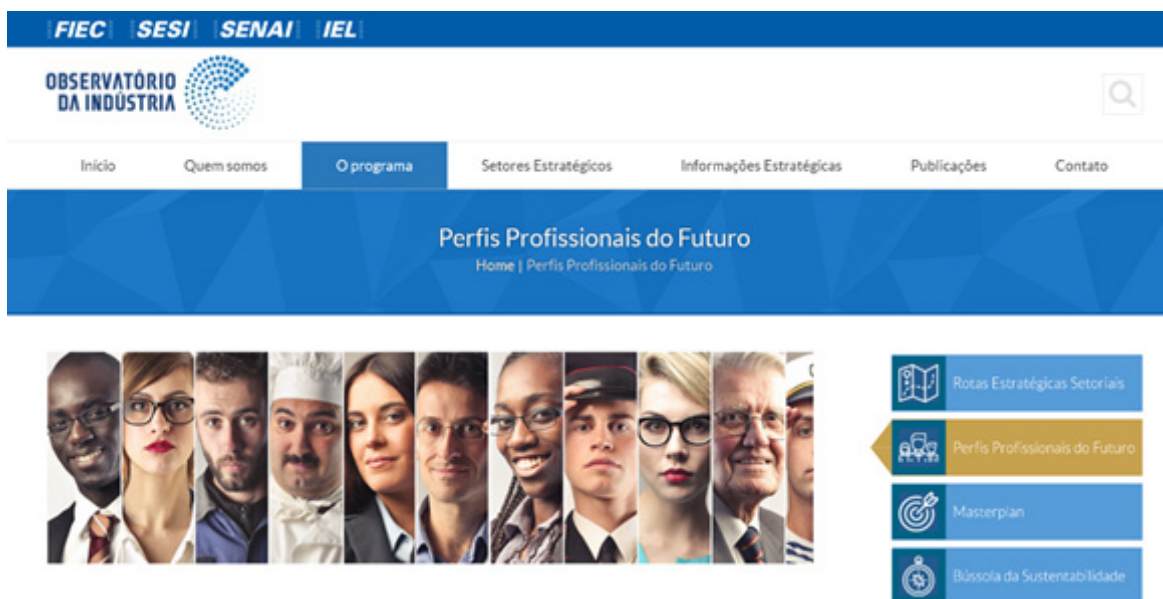 FIEC SESI SENAI IEL
OBSERVATÓRIO
DA INDÚSTRIA
Início Quem somos O programa Setores Estratégicos Informações Estratégicas Publicações Contato
Perfis Profissionais do Futuro
Home | Perfis Profissionais do Futuro
Rotas Estratégicas Setoriais
Perfis Profissionais do Futuro
Masterplan
Bússola da Sustentabilidade